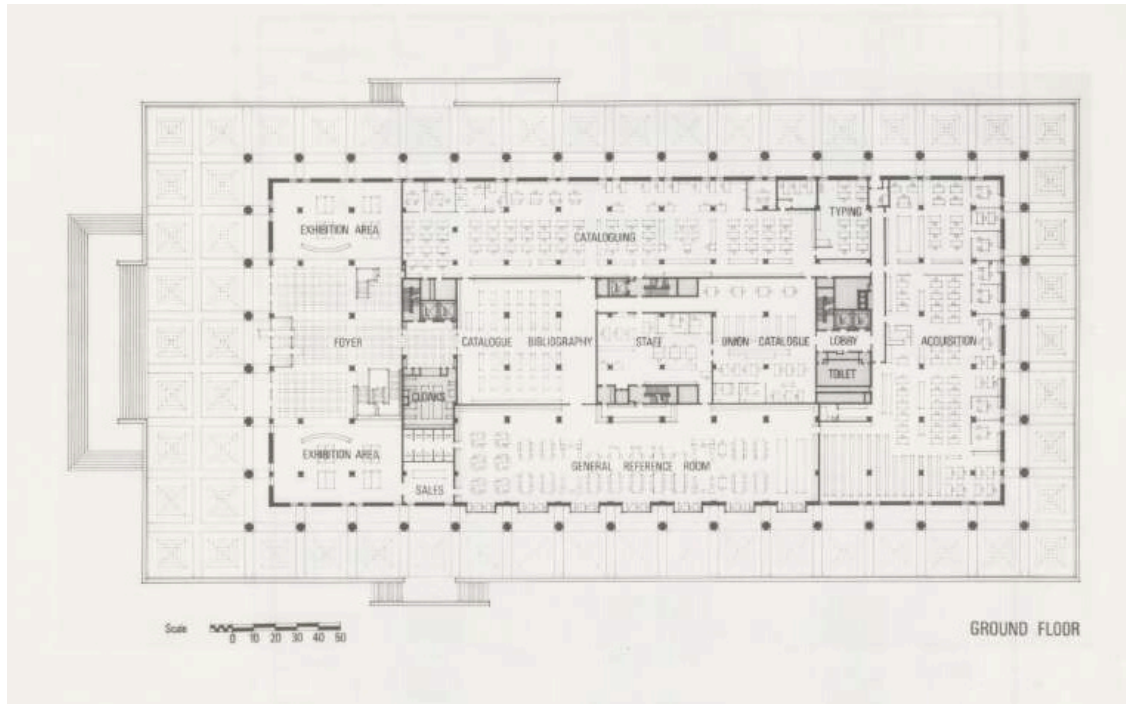 EXHIBITION AREA
CATALOGUING
TYPING
FOYER
CATALOGUE BIBLIOGRAPHY
STAFF
UNION CATALOGUE
LOBBY
ACQUISITION
TOILET
CLOAKS
EXHIBITION AREA
GENERAL REFERENCE ROOM
SALES
Scale
0 10 20 30 40 50
GROUND FLOOR